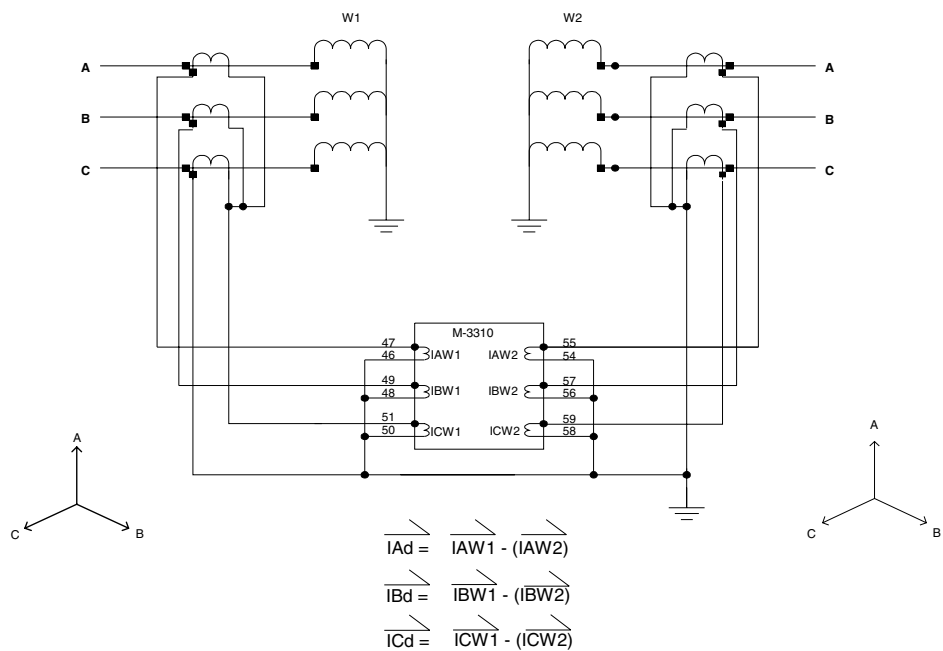 W1 W2
A A
B B
C C
M-3310
47 55
46 IAW1 IAW2 54
49 57
48 IBW1 IBW2 56
51 59
50 ICW1 ICW2 58
A A
C B C B
IAd = IAW1 - (IAW2)
IBd = IBW1 - (IBW2)
ICd = ICW1 - (ICW2)